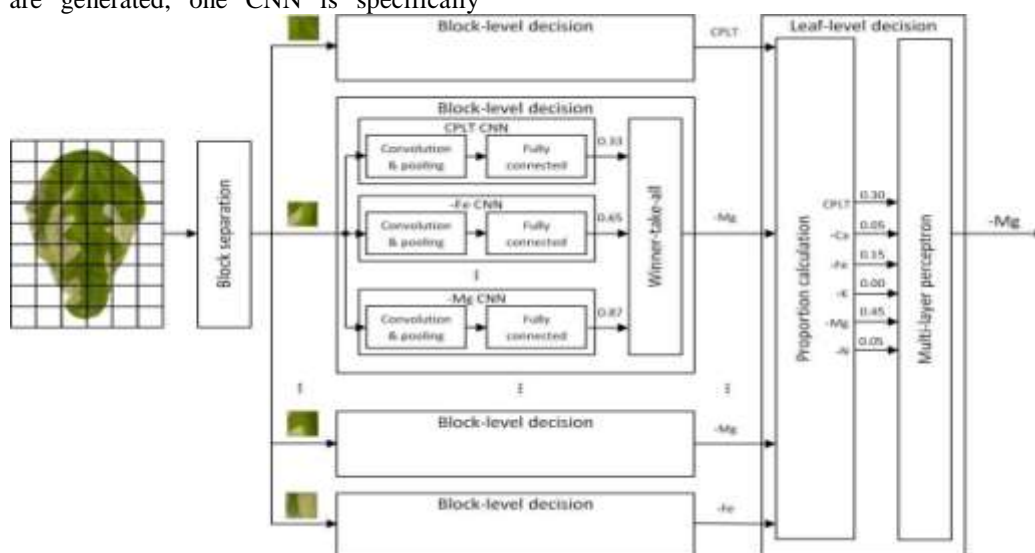 are generated, one CNN is specifically
Block-level decision
CPLT
Leaf-level decision
Block-level decision
CPLT CNN
Convolution & pooling
Fully connected
0.33
-Fe CNN
Convolution & pooling
Fully connected
0.65
...
-Mg CNN
Convolution & pooling
Fully connected
0.87
Block separation
Winner-take-all
-Mg
Proportion calculation
CPLT 0.30
-Ca 0.05
-Fe 0.15
-K 0.00
-Mg 0.45
-N 0.05
Multi-layer perceptron
-Mg
...
...
...
Block-level decision
-Mg
Block-level decision
-Fe